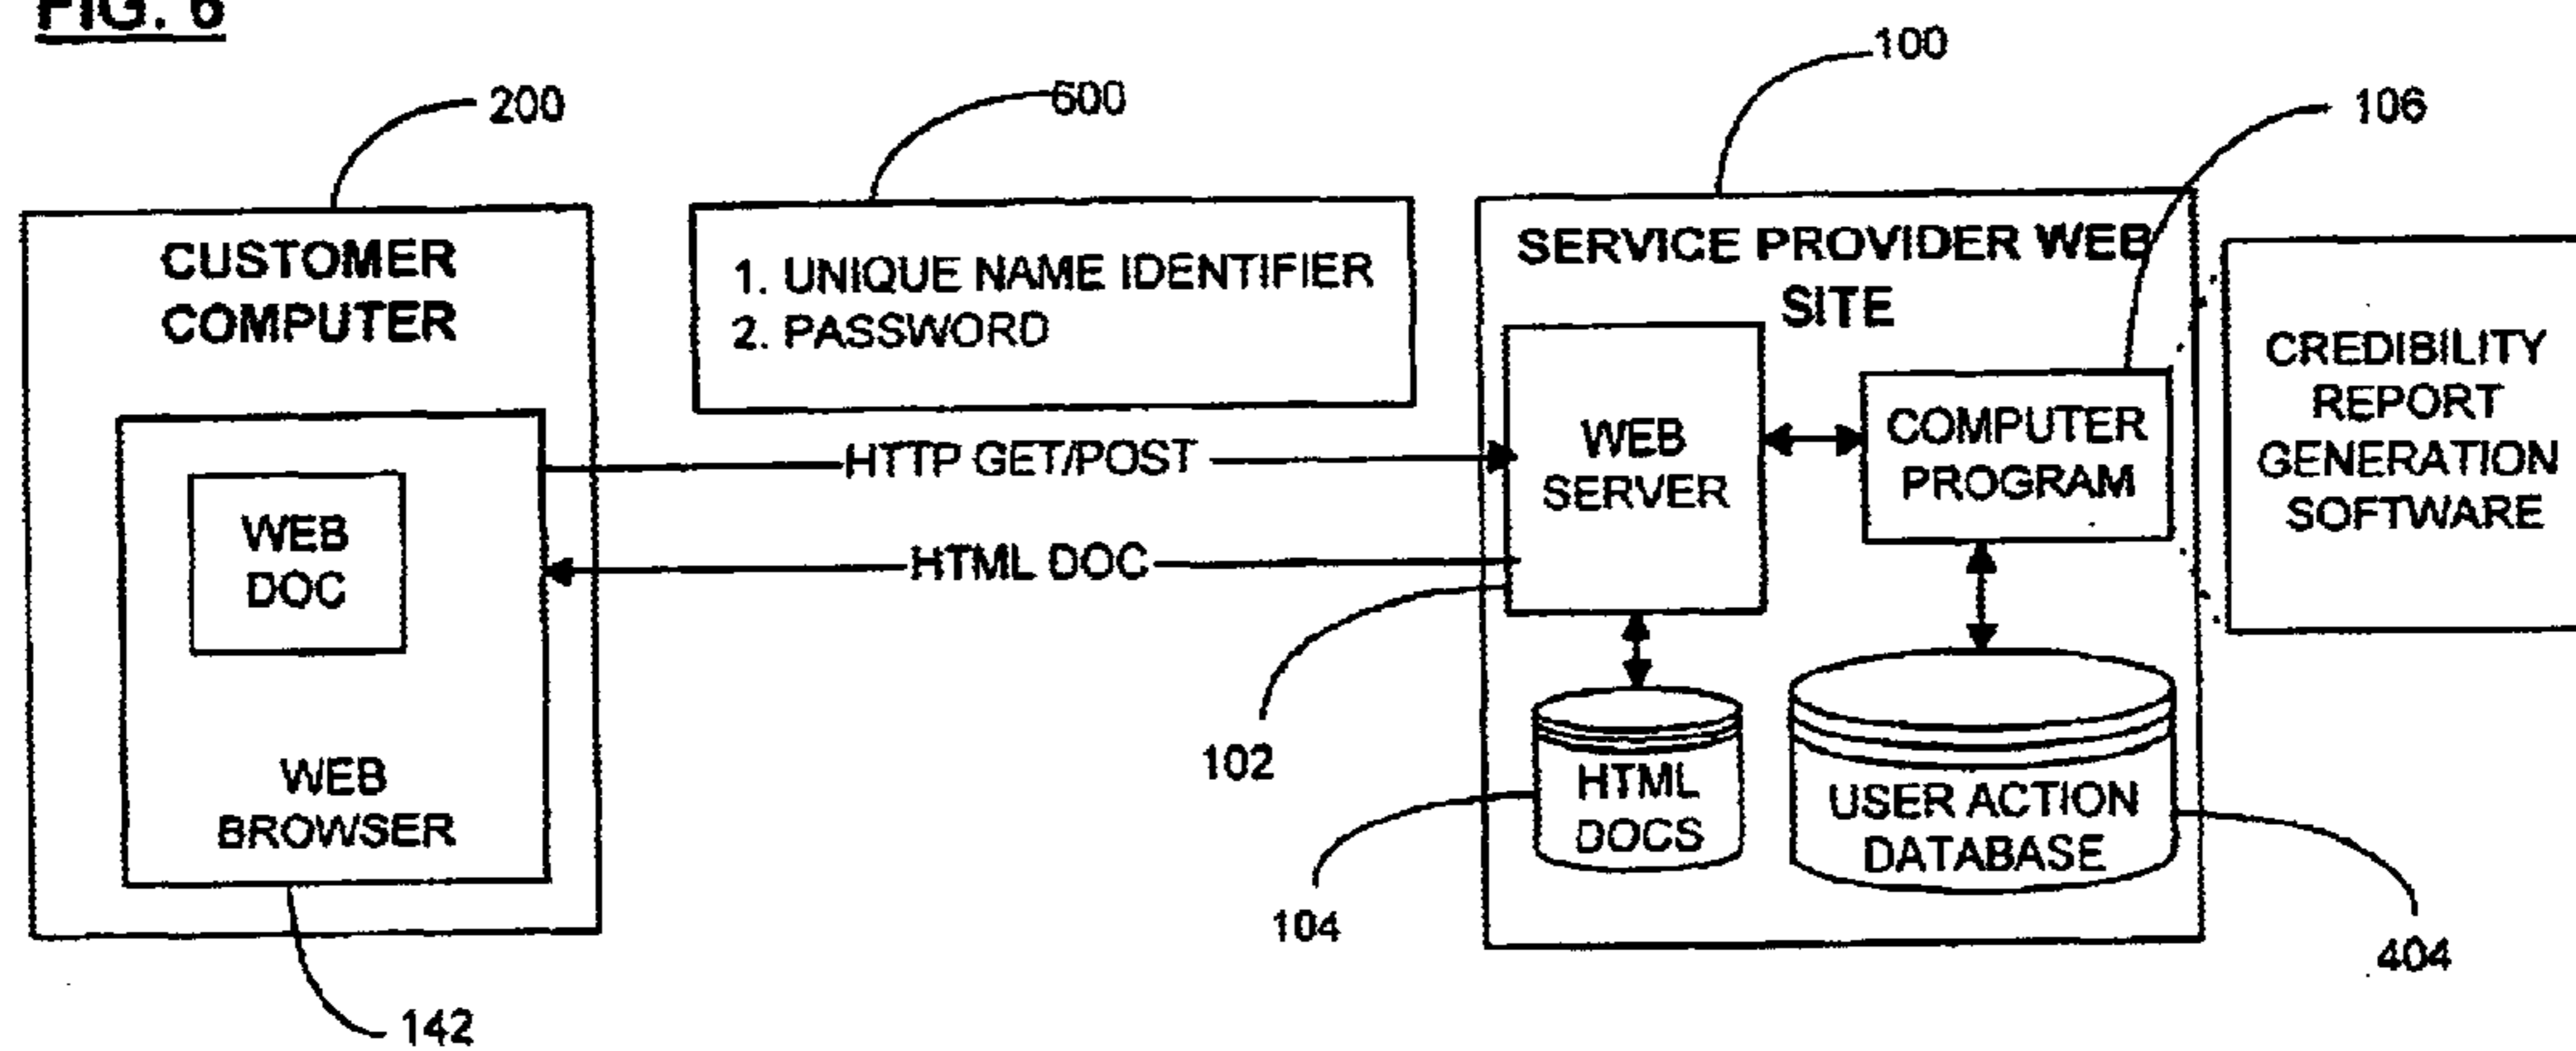 FIG. 6
200
600
100
106
CUSTOMER
COMPUTER
1. UNIQUE NAME IDENTIFIER
2. PASSWORD
SERVICE PROVIDER WEB
SITE
CREDIBILITY
REPORT
GENERATION
SOFTWARE
HTTP GET/POST
WEB
SERVER
COMPUTER
PROGRAM
WEB
DOC
HTML DOC
WEB
BROWSER
102
HTML
DOCS
USER ACTION
DATABASE
104
404
142